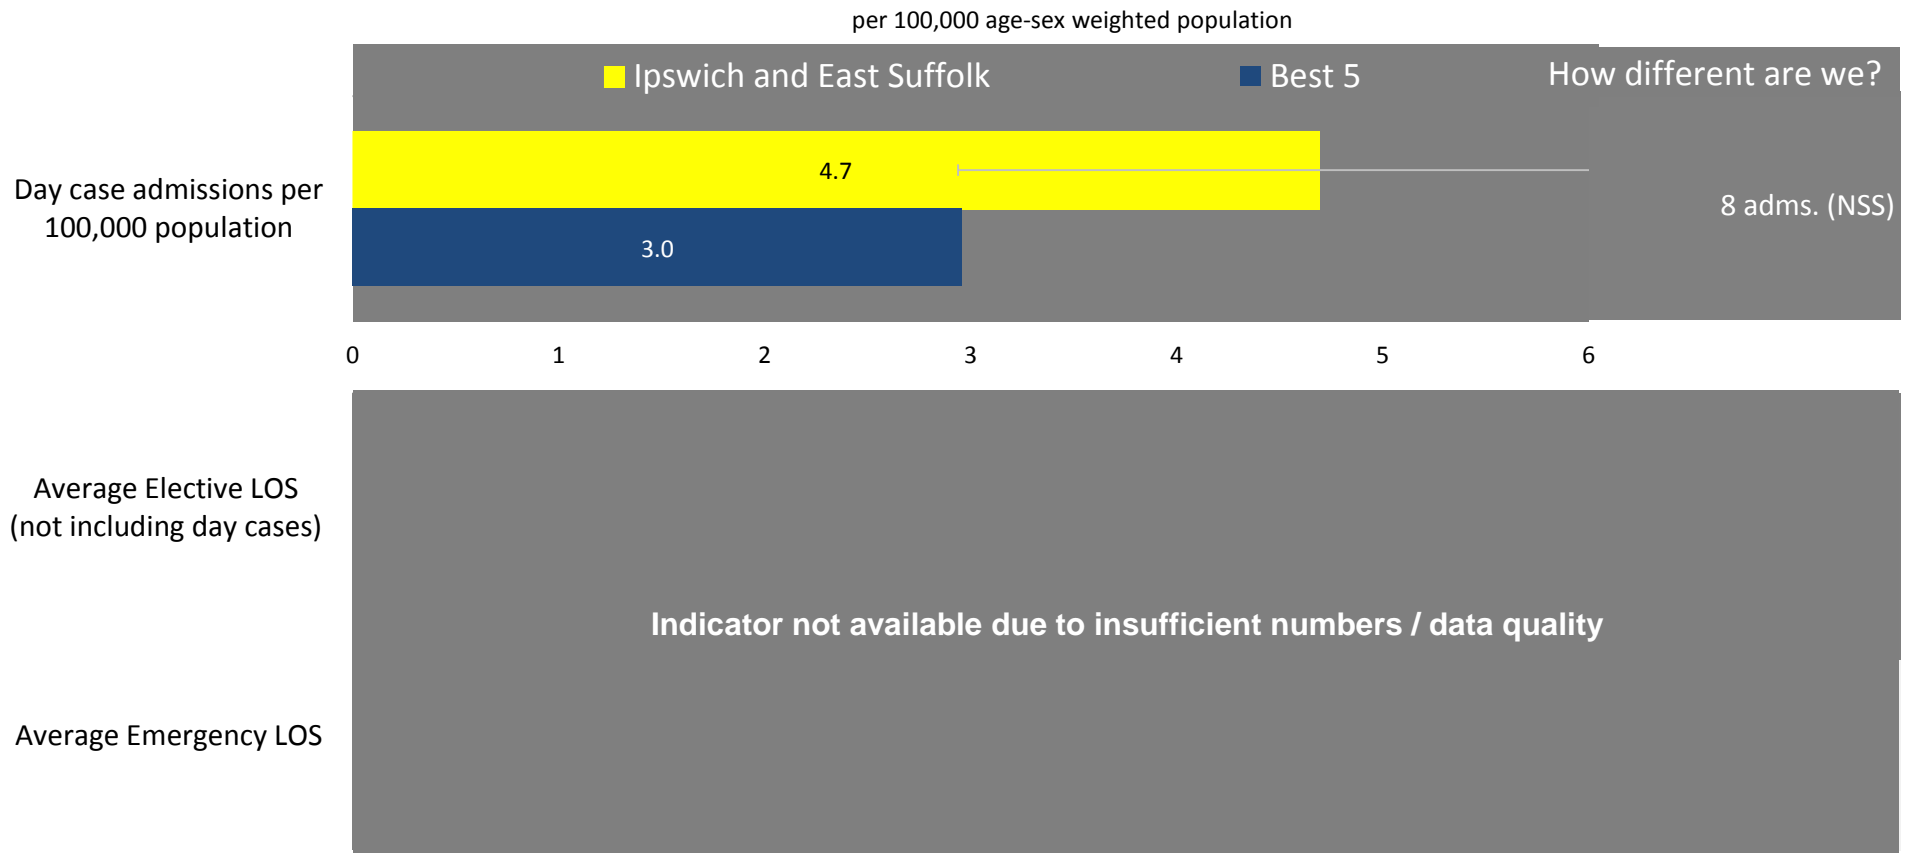 per 100,000 age-sex weighted population
Ipswich and East Suffolk
Best 5
How different are we?
Day case admissions per
100,000 population
4.7
3.0
8 adms. (NSS)
0 1 2 3 4 5 6
Average Elective LOS
(not including day cases)
Indicator not available due to insufficient numbers / data quality
Average Emergency LOS